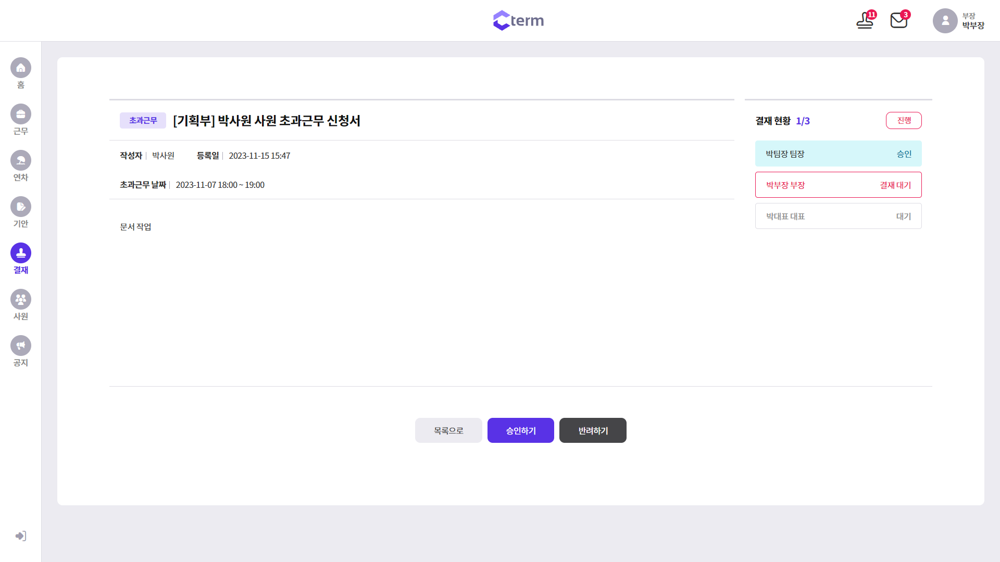 term
11
3
부장
박부장
홈
근무
연차
기안
결재
사원
공지
초과근무 [기획부] 박사원 사원 초과근무 신청서
작성자 박사원 등록일 2023-11-15 15:47
초과근무 날짜 2023-11-07 18:00 ~ 19:00
문서 작업
결재 현황 1/3 진행
박팀장 팀장 승인
박부장 부장 결재 대기
박대표 대표 대기
목록으로 승인하기 반려하기